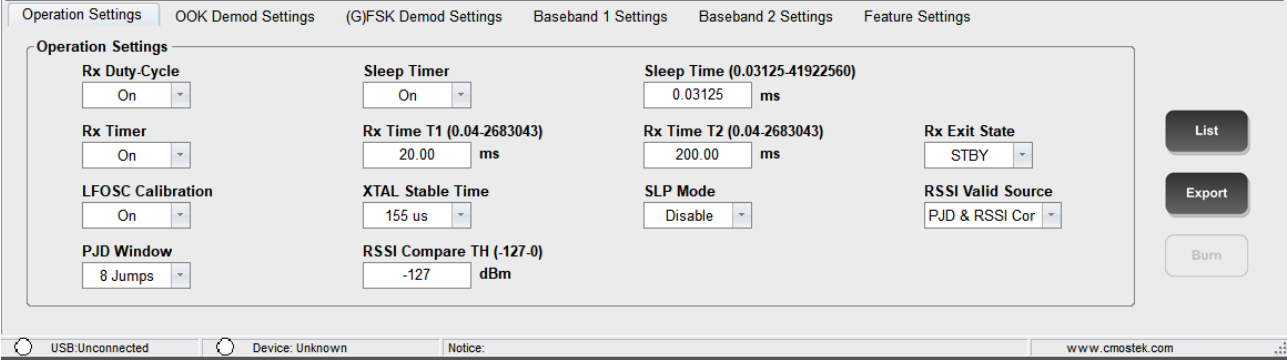 Operation Settings OOK Demod Settings (G)FSK Demod Settings Baseband 1 Settings Baseband 2 Settings Feature Settings
Operation Settings
Rx Duty-Cycle Sleep Timer Sleep Time (0.03125-41922560)
On On 0.03125 ms
Rx Timer Rx Time T1 (0.04-2683043) Rx Time T2 (0.04-2683043) Rx Exit State
On 20.00 ms 200.00 ms STBY
List
LFOSC Calibration XTAL Stable Time SLP Mode RSSI Valid Source
On 155 us Disable PJD & RSSI Cor
Export
PJD Window RSSI Compare TH (-127-0)
8 Jumps -127 dBm
Burn
USB:Unconnected Device: Unknown Notice: www.cmostek.com